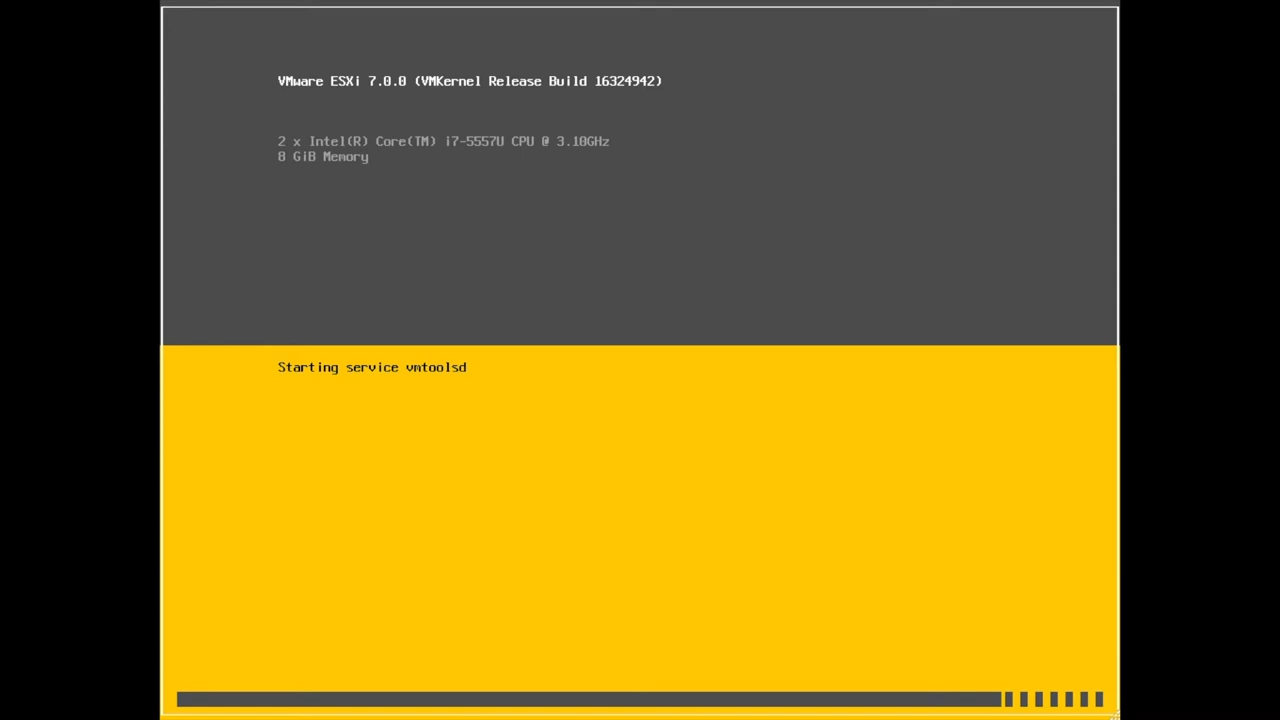 VMware ESXi 7.0.0 (VMKernel Release Build 16324942)
2 x Intel(R) Core(TM) i7-5557U CPU @ 3.10GHz
8 GiB Memory
Starting service vmtoolsd